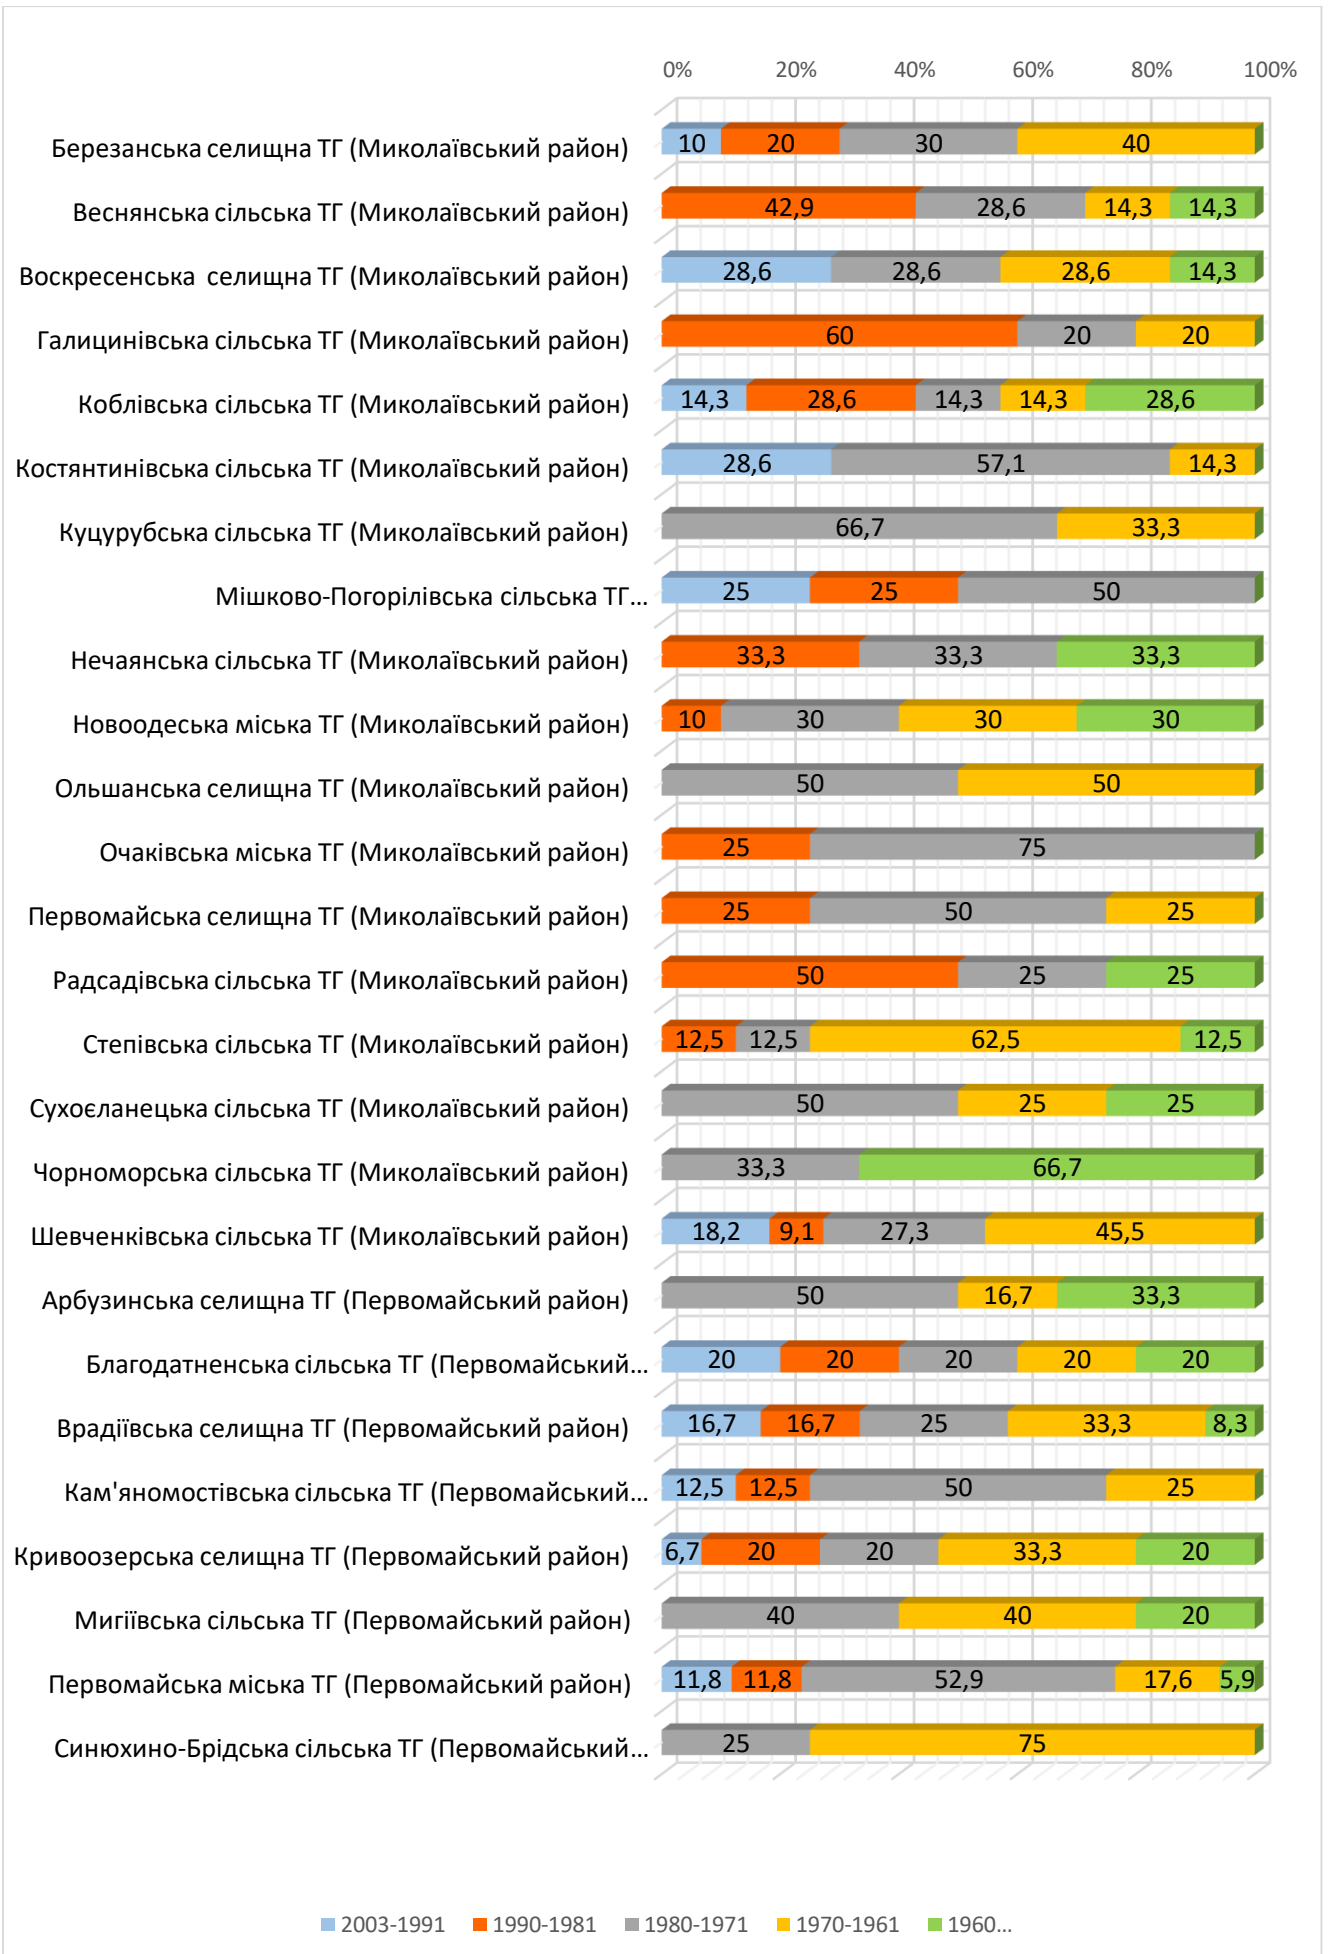 0% 20% 40% 60% 80% 100%
Березанська селищна ТГ (Миколаївський район) 10 20 30 40
Веснянська сільська ТГ (Миколаївський район) 42,9 28,6 14,3 14,3
Воскресенська селищна ТГ (Миколаївський район) 28,6 28,6 28,6 14,3
Галицинівська сільська ТГ (Миколаївський район) 60 20 20
Коблівська сільська ТГ (Миколаївський район) 14,3 28,6 14,3 14,3 28,6
Костянтинівська сільська ТГ (Миколаївський район) 28,6 57,1 14,3
Куцурубська сільська ТГ (Миколаївський район) 66,7 33,3
Мішково-Погорілівська сільська ТГ... 25 25 50
Нечаянська сільська ТГ (Миколаївський район) 33,3 33,3 33,3
Новоодеська міська ТГ (Миколаївський район) 10 30 30 30
Ольшанська селищна ТГ (Миколаївський район) 50 50
Очаківська міська ТГ (Миколаївський район) 25 75
Первомайська селищна ТГ (Миколаївський район) 25 50 25
Радсадівська сільська ТГ (Миколаївський район) 50 25 25
Степівська сільська ТГ (Миколаївський район) 12,5 12,5 62,5 12,5
Сухоєланецька сільська ТГ (Миколаївський район) 50 25 25
Чорноморська сільська ТГ (Миколаївський район) 33,3 66,7
Шевченківська сільська ТГ (Миколаївський район) 18,2 9,1 27,3 45,5
Арбузинська селищна ТГ (Первомайський район) 50 16,7 33,3
Благодатненська сільська ТГ (Первомайський... 20 20 20 20 20
Врадіївська селищна ТГ (Первомайський район) 16,7 16,7 25 33,3 8,3
Кам'яномостівська сільська ТГ (Первомайський... 12,5 12,5 50 25
Кривоозерська селищна ТГ (Первомайський район) 6,7 20 20 33,3 20
Мигіївська сільська ТГ (Первомайський район) 40 40 20
Первомайська міська ТГ (Первомайський район) 11,8 11,8 52,9 17,6 5,9
Синюхино-Брідська сільська ТГ (Первомайський... 25 75
2003-1991 1990-1981 1980-1971 1970-1961 1960...